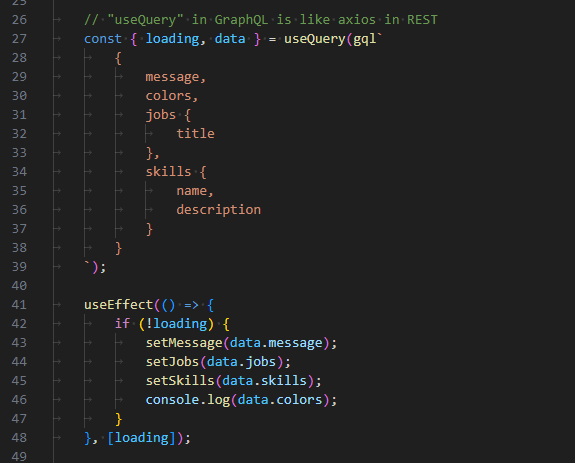 25
26 // "useQuery" in GraphQL is like axios in REST
27 const { loading, data } = useQuery(gql`
28 {
29 message,
30 colors,
31 jobs {
32 title
33 },
34 skills {
35 name,
36 description
37 }
38 }
39 `);
40
41 useEffect(() => {
42 if (!loading) {
43 setMessage(data.message);
44 setJobs(data.jobs);
45 setSkills(data.skills);
46 console.log(data.colors);
47 }
48 }, [loading]);
49